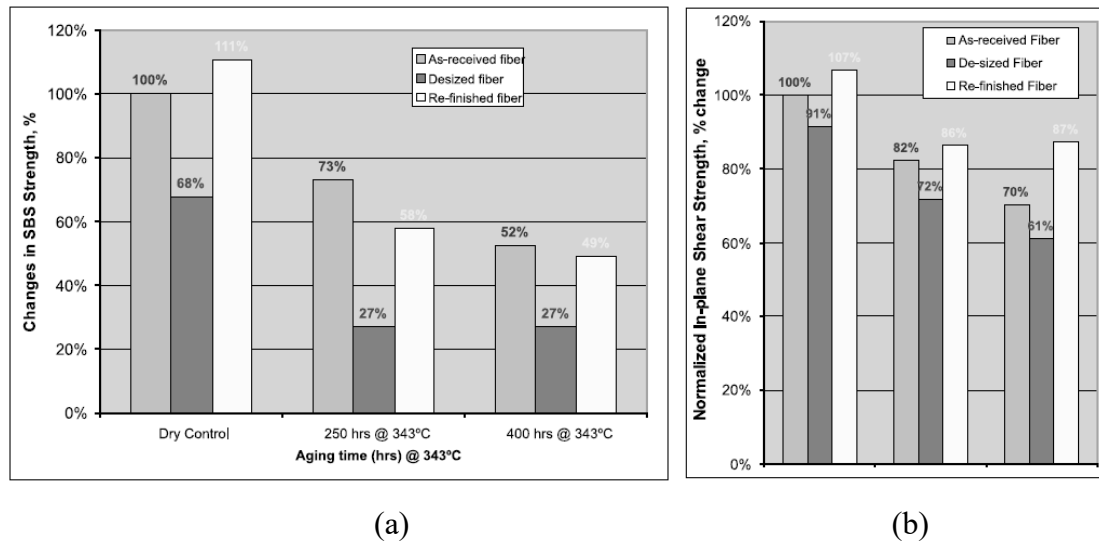 Changes in SBS Strength, %
120%
100%
80%
60%
40%
20%
0%
As-received fiber
Desized fiber
Re-finished fiber
100%
68%
111%
73%
27%
58%
52%
27%
49%
Dry Control
250 hrs @ 343ºC
400 hrs @ 343ºC
Aging time (hrs) @ 343ºC
(a)
Normalized In-plane Shear Strength, % change
120%
100%
80%
60%
40%
20%
0%
As-received Fiber
De-sized Fiber
Re-finished Fiber
100%
91%
107%
82%
72%
86%
70%
61%
87%
(b)